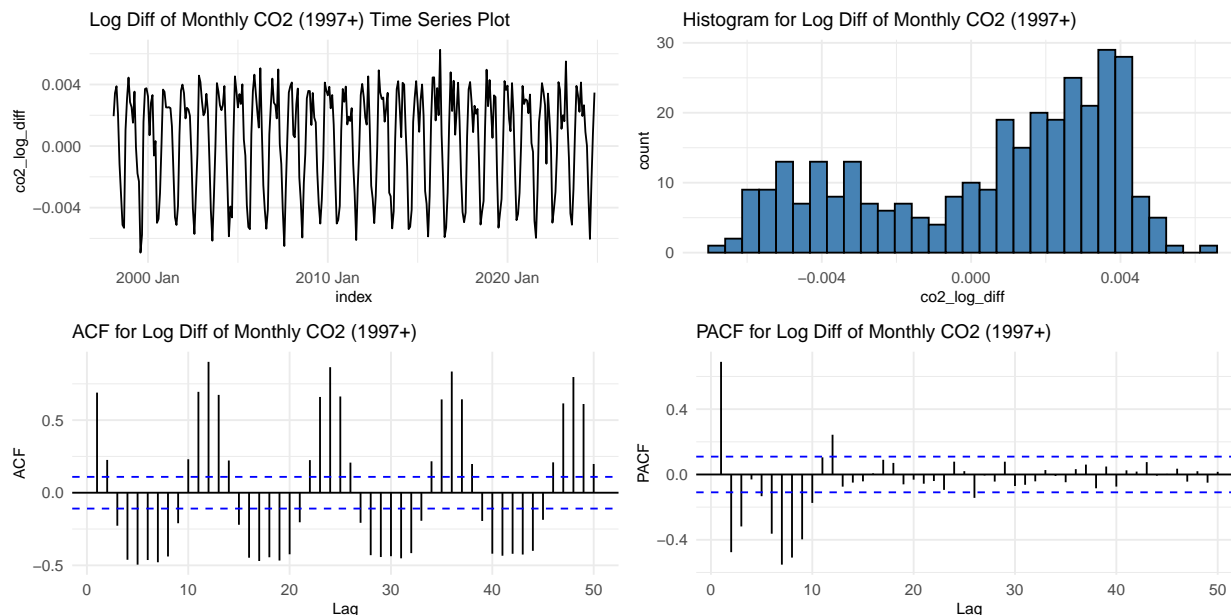 Log Diff of Monthly CO2 (1997+) Time Series Plot
0.004
0.000
−0.004
co2_log_diff
2000 Jan
2010 Jan
2020 Jan
index
Histogram for Log Diff of Monthly CO2 (1997+)
30
20
10
0
count
−0.004
0.000
0.004
co2_log_diff
ACF for Log Diff of Monthly CO2 (1997+)
0.5
0.0
−0.5
ACF
0
10
20
30
40
50
Lag
PACF for Log Diff of Monthly CO2 (1997+)
0.4
0.0
−0.4
PACF
0
10
20
30
40
50
Lag